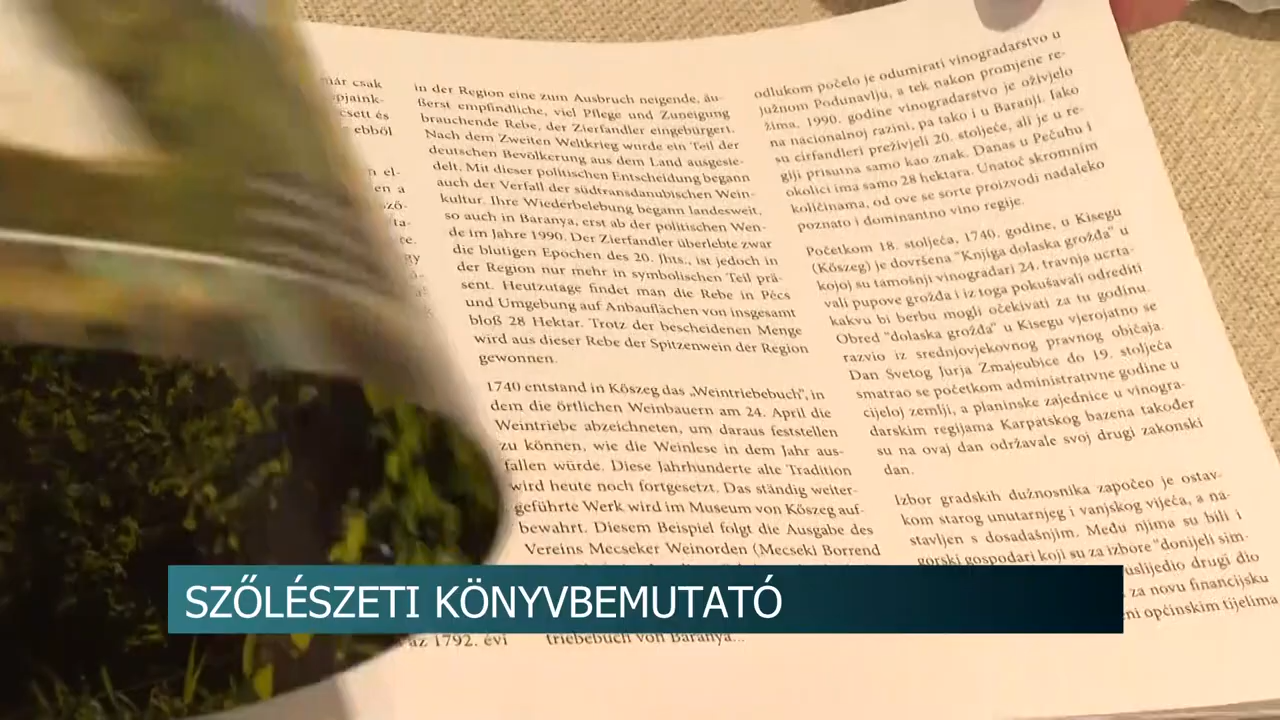 már csak
csett és
ebből
in der Region eine zum Ausbruch neigende, äu-
ßerst empfindliche, viel Pflege und Zuneigung
brauchende Rebe, der Zierfandler eingebürgert.
Nach dem Zweiten Weltkrieg wurde ein Teil der
deutschen Bevölkerung aus dem Land ausgesie-
delt. Mit dieser politischen Entscheidung begann
auch der Verfall der südtransdanubischen Wein-
kultur. Ihre Wiederbelebung begann landesweit,
so auch in Baranya, erst ab der politischen Wen-
de im Jahre 1990. Der Zierfandler überlebte zwar
die blutigen Epochen des 20. Jhts., ist jedoch in
der Region nur mehr in symbolischen Teil prä-
sent. Heutzutage findet man die Rebe in Pécs
und Umgebung auf Anbauflächen von insgesamt
bloß 28 Hektar. Trotz der bescheidenen Menge
wird aus dieser Rebe der Spitzenwein der Region
gewonnen.
1740 entstand in Kőszeg das „Weintriebebuch", in
dem die örtlichen Weinbauern am 24. April die
Weintriebe abzeichneten, um daraus feststellen
zu können, wie die Weinlese in dem Jahr aus-
fallen würde. Diese Jahrhunderte alte Tradition
wird heute noch fortgesetzt. Das ständig weiter-
geführte Werk wird im Museum von Kőszeg auf-
bewahrt. Diesem Beispiel folgt die Ausgabe des
Vereins Mecseker Weinorden (Mecseki Borrend
triebebuch von Baranya...
az 1792. évi
odlukom počelo je odumirati vinogradarstvo u
južnom Podunavlju, a tek nakon promjene re-
žima, 1990. godine vinogradarstvo je oživjelo
na nacionalnoj razini, pa tako i u Baranji. Iako
su cirfandleri preživjeli 20. stoljeće, ali je u re-
giji prisutna samo kao znak. Danas u Pečuhu i
okolici ima samo 28 hektara. Unatoč skromnim
količinama, od ove se sorte proizvodi nadaleko
poznato i dominantno vino regije.
Početkom 18. stoljeća, 1740. godine, u Kisegu
(Kőszeg) je dovršena "Knjiga dolaska grožđa" u
kojoj su tamošnji vinogradari 24. travnja ucrta-
vali pupove grožđa i iz toga pokušavali odrediti
kakvu bi berbu mogli očekivati za tu godinu.
Obred "dolaska grožđa" u Kisegu vjerojatno se
razvio iz srednjovjekovnog pravnog običaja.
Dan Svetog Jurja Zmajeubice do 19. stoljeća
smatrao se početkom administrativne godine u
cijeloj zemlji, a planinske zajednice u vinogra-
darskim regijama Karpatskog bazena također
su na ovaj dan održavale svoj drugi zakonski
dan.
Izbor gradskih dužnosnika započeo je ostav-
kom starog unutarnjeg i vanjskog vijeća, a na-
stavljen s dosadašnjim. Među njima su bili i
gorski gospodari koji su za izbore "donijeli sim-
uslijedio drugi dio
za novu financijsku
općinskim tijelima
SZŐLÉSZETI KÖNYVBEMUTATÓ